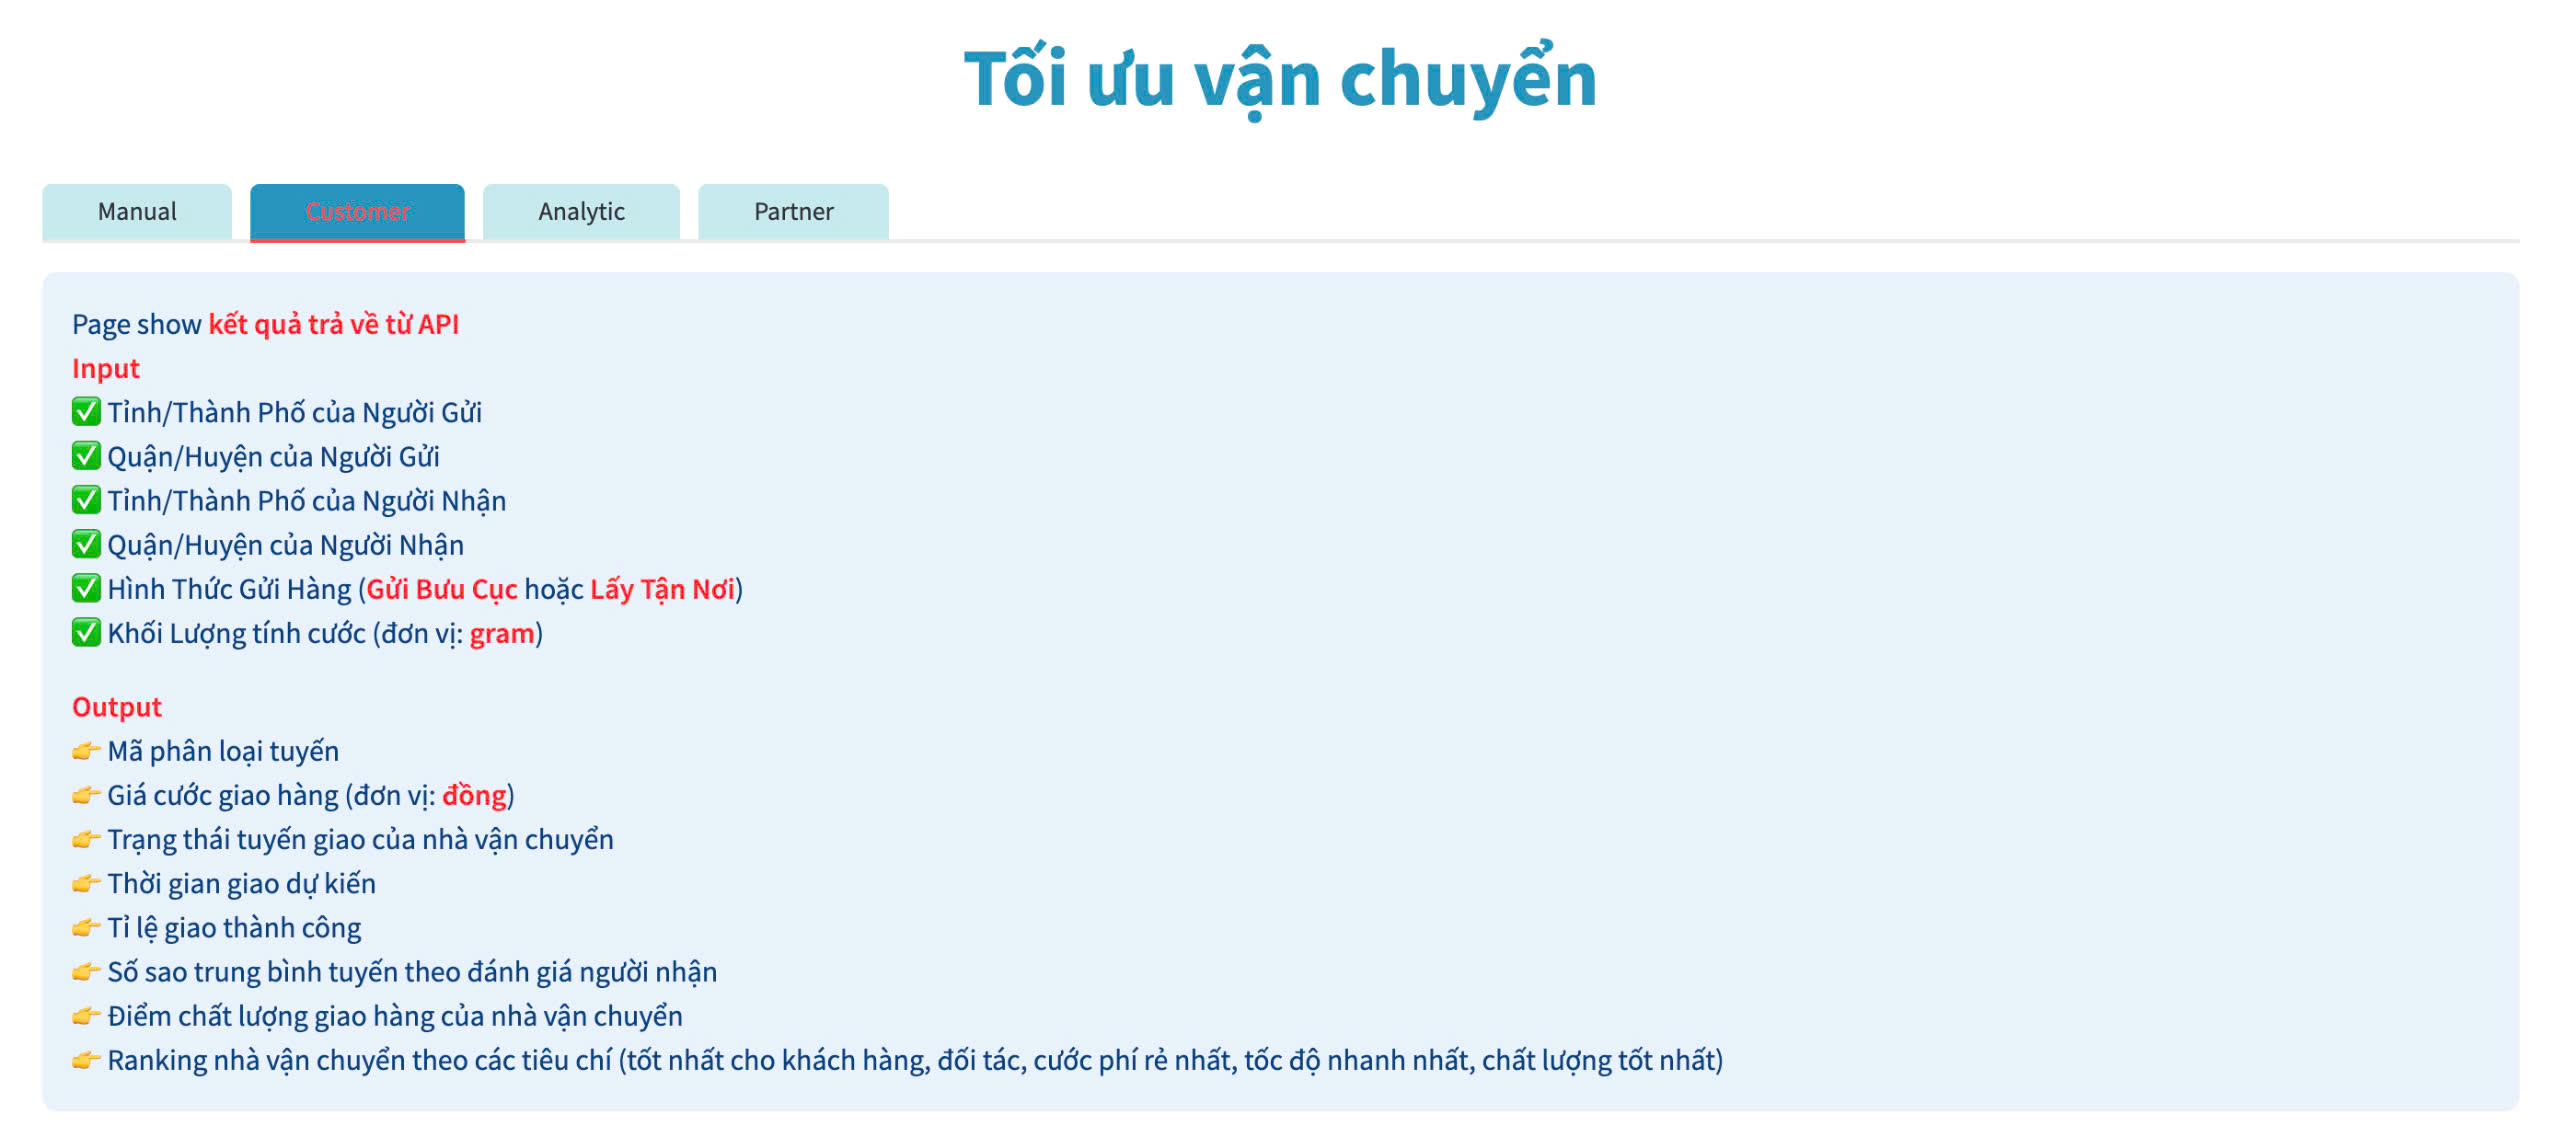 Tối ưu vận chuyển
Manual
Customer
Analytic
Partner
Page show kết quả trả về từ API
Input
✅ Tỉnh/Thành Phố của Người Gửi
✅ Quận/Huyện của Người Gửi
✅ Tỉnh/Thành Phố của Người Nhận
✅ Quận/Huyện của Người Nhận
✅ Hình Thức Gửi Hàng (Gửi Bưu Cục hoặc Lấy Tận Nơi)
✅ Khối Lượng tính cước (đơn vị: gram)
Output
👉 Mã phân loại tuyến
👉 Giá cước giao hàng (đơn vị: đồng)
👉 Trạng thái tuyến giao của nhà vận chuyển
👉 Thời gian giao dự kiến
👉 Tỉ lệ giao thành công
👉 Số sao trung bình tuyến theo đánh giá người nhận
👉 Điểm chất lượng giao hàng của nhà vận chuyển
👉 Ranking nhà vận chuyển theo các tiêu chí (tốt nhất cho khách hàng, đối tác, cước phí rẻ nhất, tốc độ nhanh nhất, chất lượng tốt nhất)